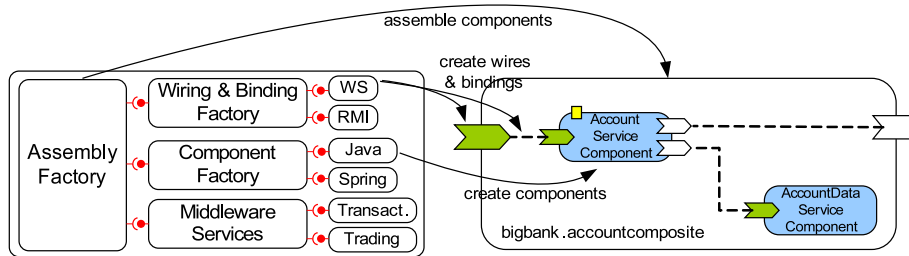 assemble components
create wires
& bindings
Assembly
Factory
Wiring & Binding
Factory
WS
RMI
Component
Factory
Java
Spring
Middleware
Services
Transact.
Trading
create components
Account
Service
Component
AccountData
Service
Component
bigbank.accountcomposite